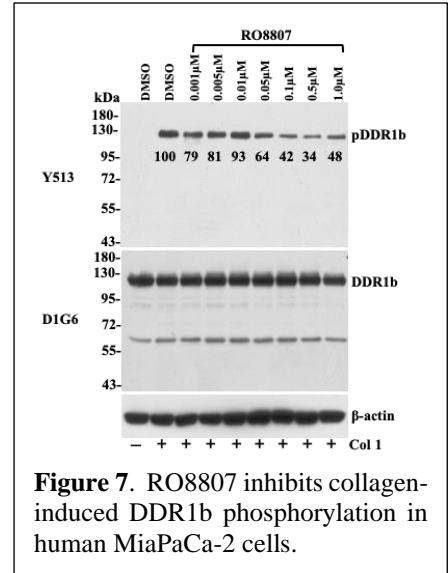 RO8807
kDa
DMSO
DMSO
0.001µM
0.005µM
0.01µM
0.05µM
0.1µM
0.5µM
1.0µM
180-
130-
pDDR1b
95-
100 79 81 93 64 42 34 48
Y513
72-
55-
43-
180-
130-
DDR1b
95-
D1G6
72-
55-
43-
β-actin
– + + + + + + + + Col 1
Figure 7. RO8807 inhibits collagen-
induced DDR1b phosphorylation in
human MiaPaCa-2 cells.